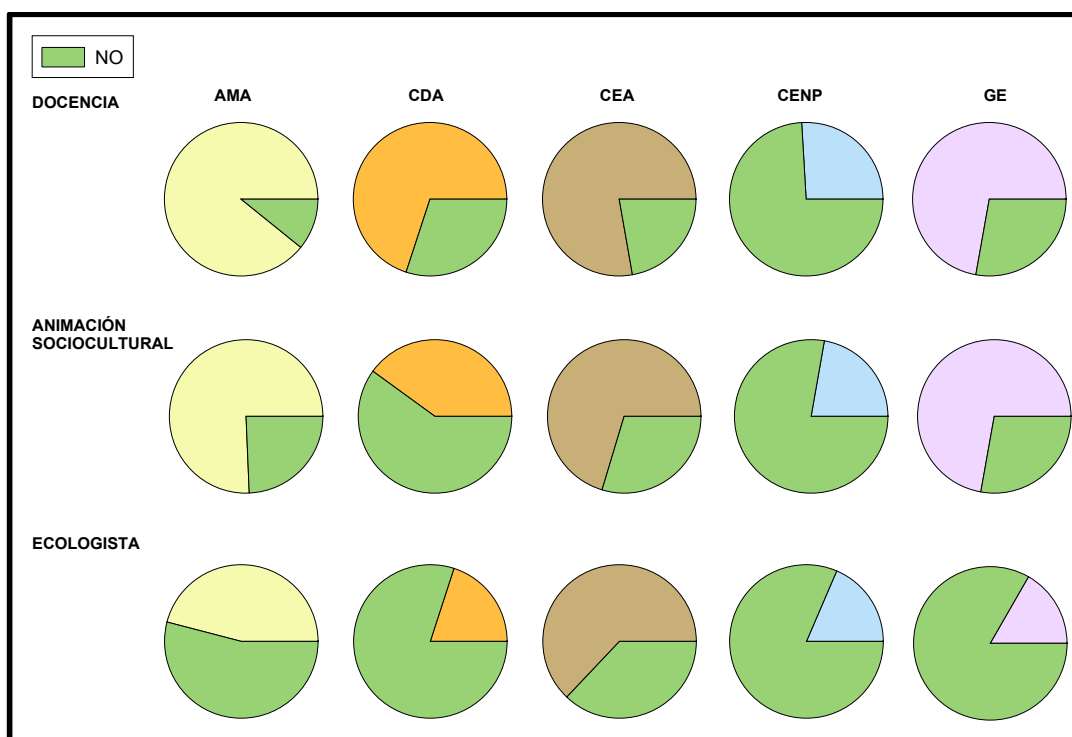 NO
DOCENCIA AMA CDA CEA CENP GE
ANIMACIÓN
SOCIOCULTURAL
ECOLOGISTA